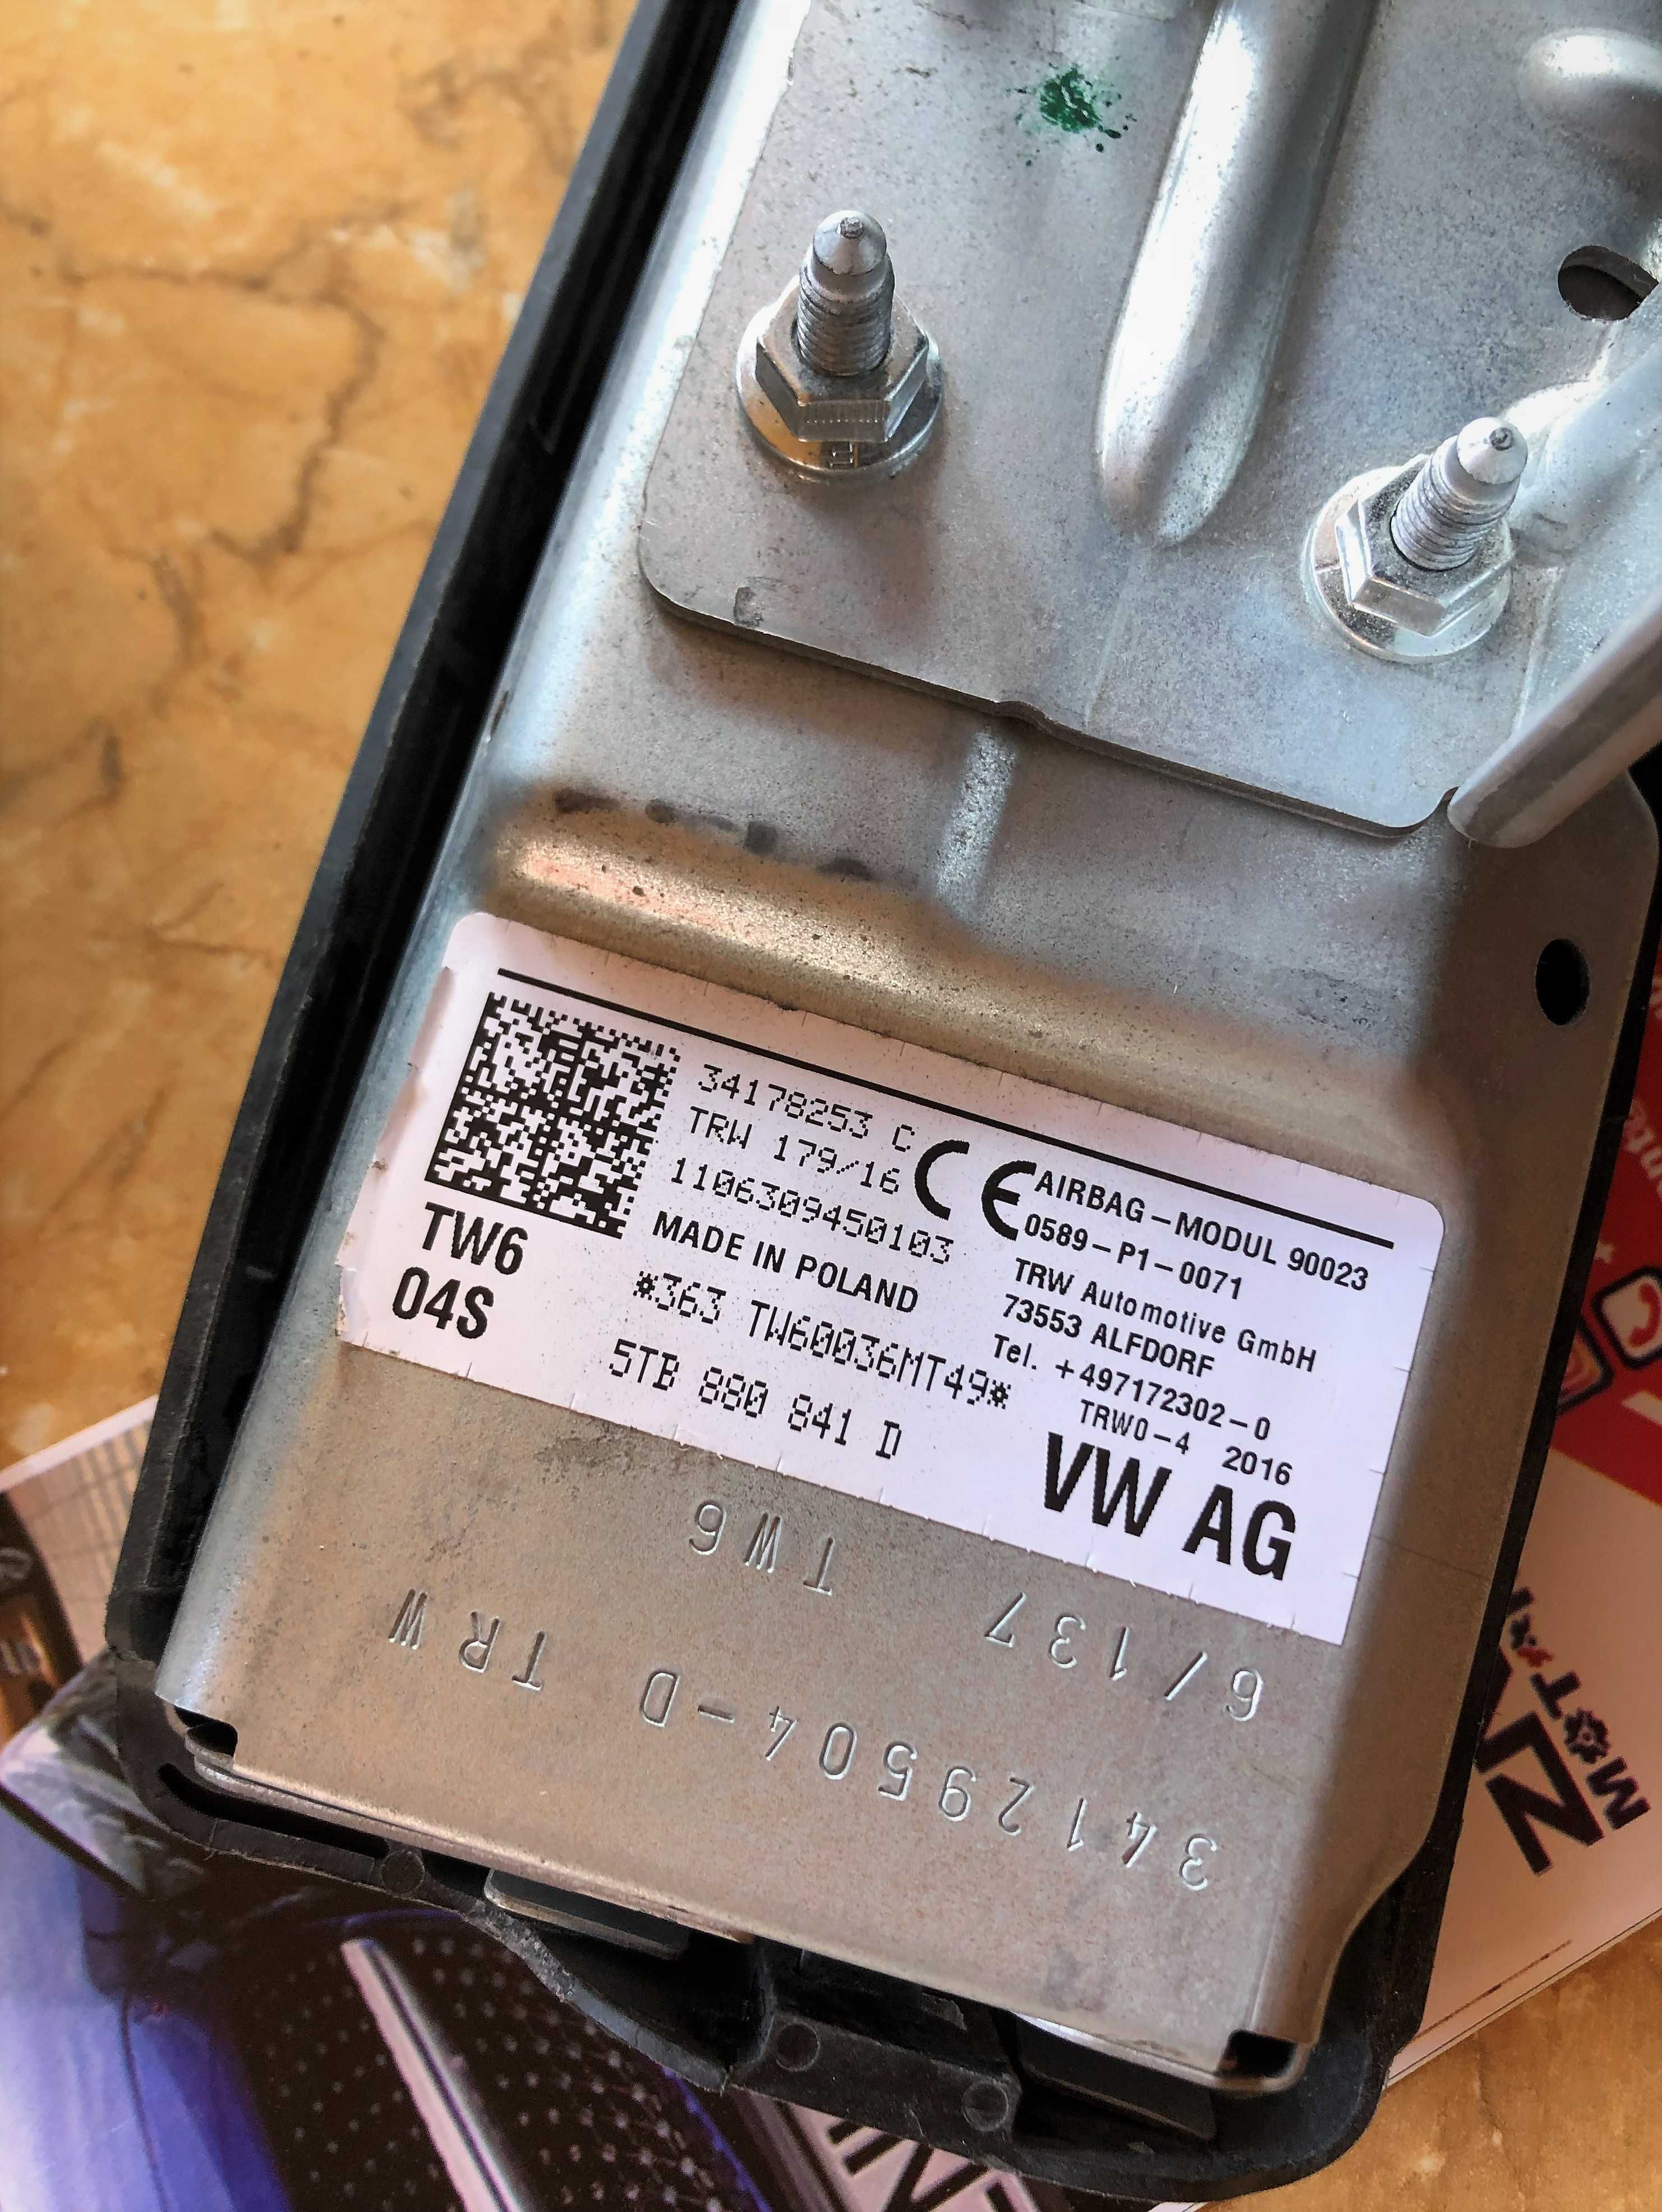 34178253 C
TRW 179/16
1106309450103
MADE IN POLAND
#363 TW60036MT49#
5TB 880 841 D
TW6
04S
CE
AIRBAG-MODUL 90023
0589-P1-0071
TRW Automotive GmbH
73553 ALFDORF
Tel. +497172302-0
TRW0-4 2016
VW AG
6/137 TW6
34129504-D TRW